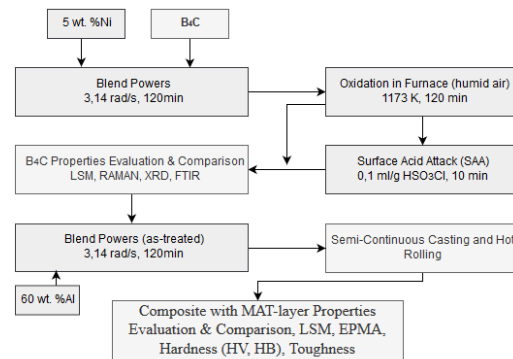 5 wt. %Ni
B4C
Blend Powers
3,14 rad/s, 120min
Oxidation in Furnace (humid air)
1173 K, 120 min
B4C Properties Evaluation & Comparison
LSM, RAMAN, XRD, FTIR
Surface Acid Attack (SAA)
0,1 ml/g HSO3Cl, 10 min
Blend Powers (as-treated)
3,14 rad/s, 120min
Semi-Continuous Casting and Hot
Rolling
60 wt. %Al
Composite with MAT-layer Properties
Evaluation & Comparison, LSM, EPMA,
Hardness (HV, HB), Toughness